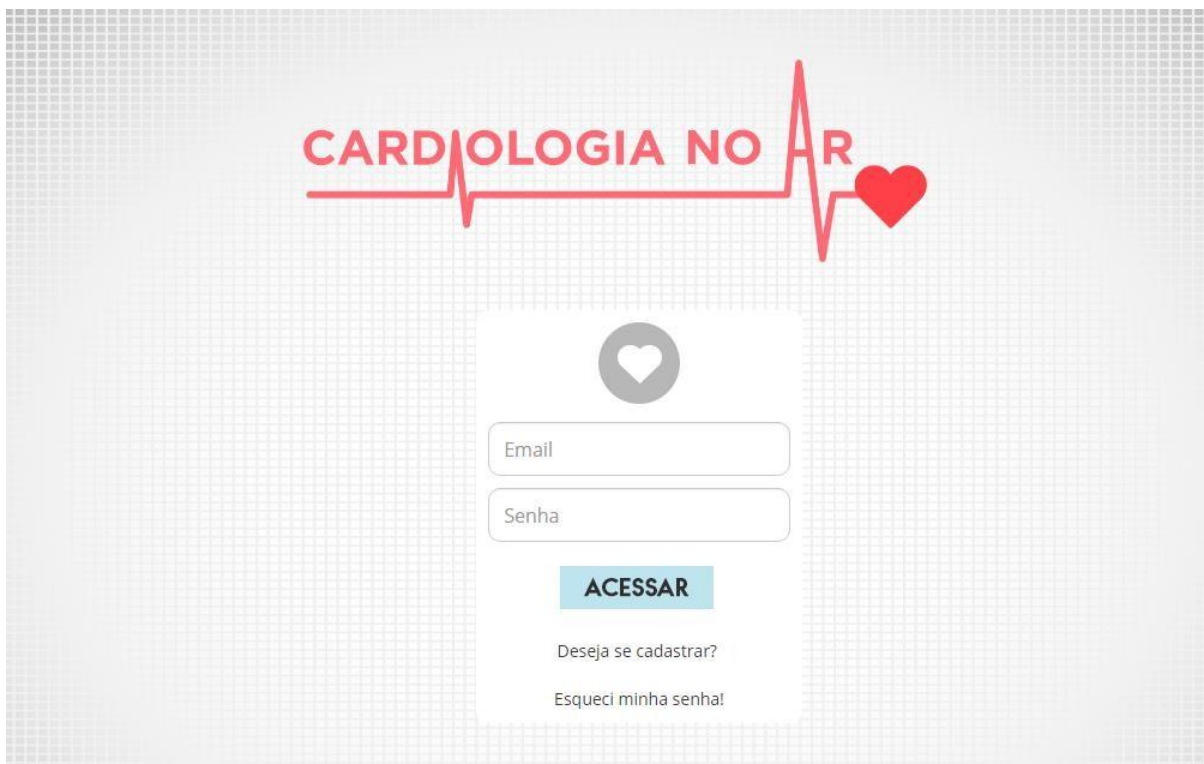 CARDIOLOGIA NO AR
Email
Senha
ACESSAR
Deseja se cadastrar?
Esqueci minha senha!